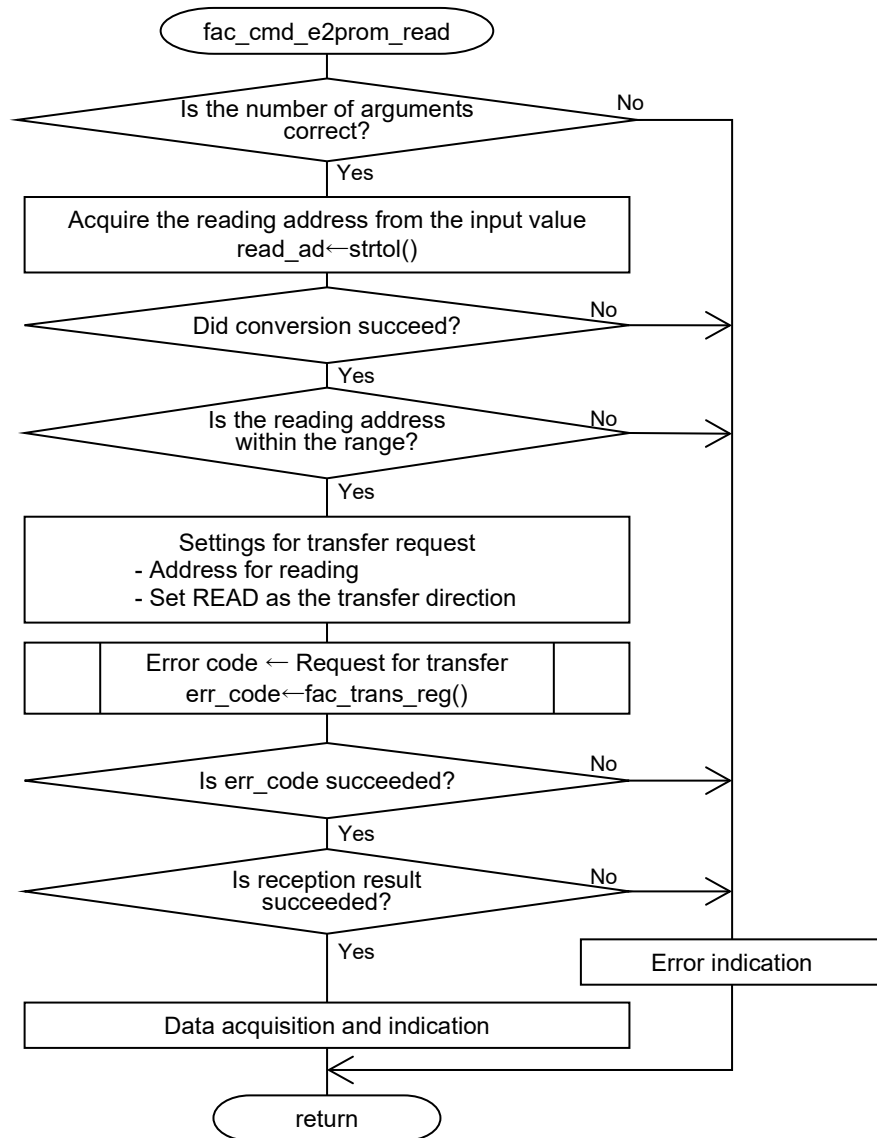 fac_cmd_e2prom_read
Is the number of arguments
correct?
No
Yes
Acquire the reading address from the input value
read_ad←strtol()
Did conversion succeed?
No
Yes
Is the reading address
within the range?
No
Yes
Settings for transfer request
- Address for reading
- Set READ as the transfer direction
Error code ← Request for transfer
err_code←fac_trans_reg()
Is err_code succeeded?
No
Yes
Is reception result
succeeded?
No
Yes
Error indication
Data acquisition and indication
return